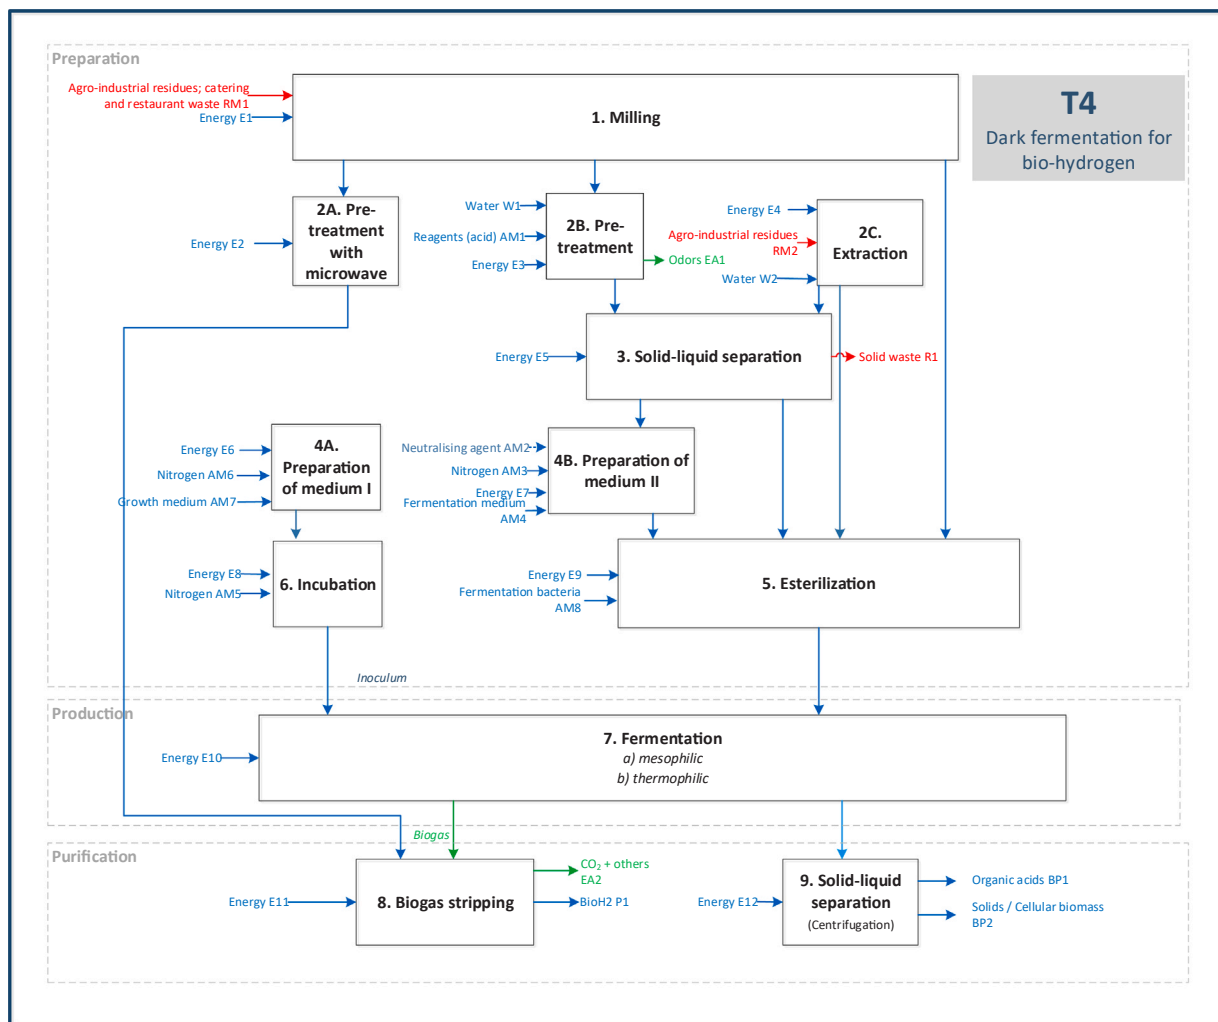 Preparation
T4
Dark fermentation for
bio-hydrogen
Agro-industrial residues; catering
and restaurant waste RM1
Energy E1
1. Milling
2A. Pre-
treatment
with
microwave
Energy E2
Water W1
Reagents (acid) AM1
Energy E3
2B. Pre-
treatment
Odors EA1
Energy E4
Agro-industrial residues
RM2
Water W2
2C.
Extraction
Energy E5
3. Solid-liquid separation
Solid waste R1
Energy E6
Nitrogen AM6
Growth medium AM7
4A.
Preparation
of medium I
Neutralising agent AM2
Nitrogen AM3
Energy E7
Fermentation medium
AM4
4B. Preparation of
medium II
Energy E8
Nitrogen AM5
6. Incubation
Energy E9
Fermentation bacteria
AM8
5. Esterilization
Inoculum
Production
Energy E10
7. Fermentation
a) mesophilic
b) thermophilic
Biogas
Purification
Energy E11
8. Biogas stripping
CO₂ + others
EA2
BioH2 P1
Energy E12
9. Solid-liquid
separation
(Centrifugation)
Organic acids BP1
Solids / Cellular biomass
BP2